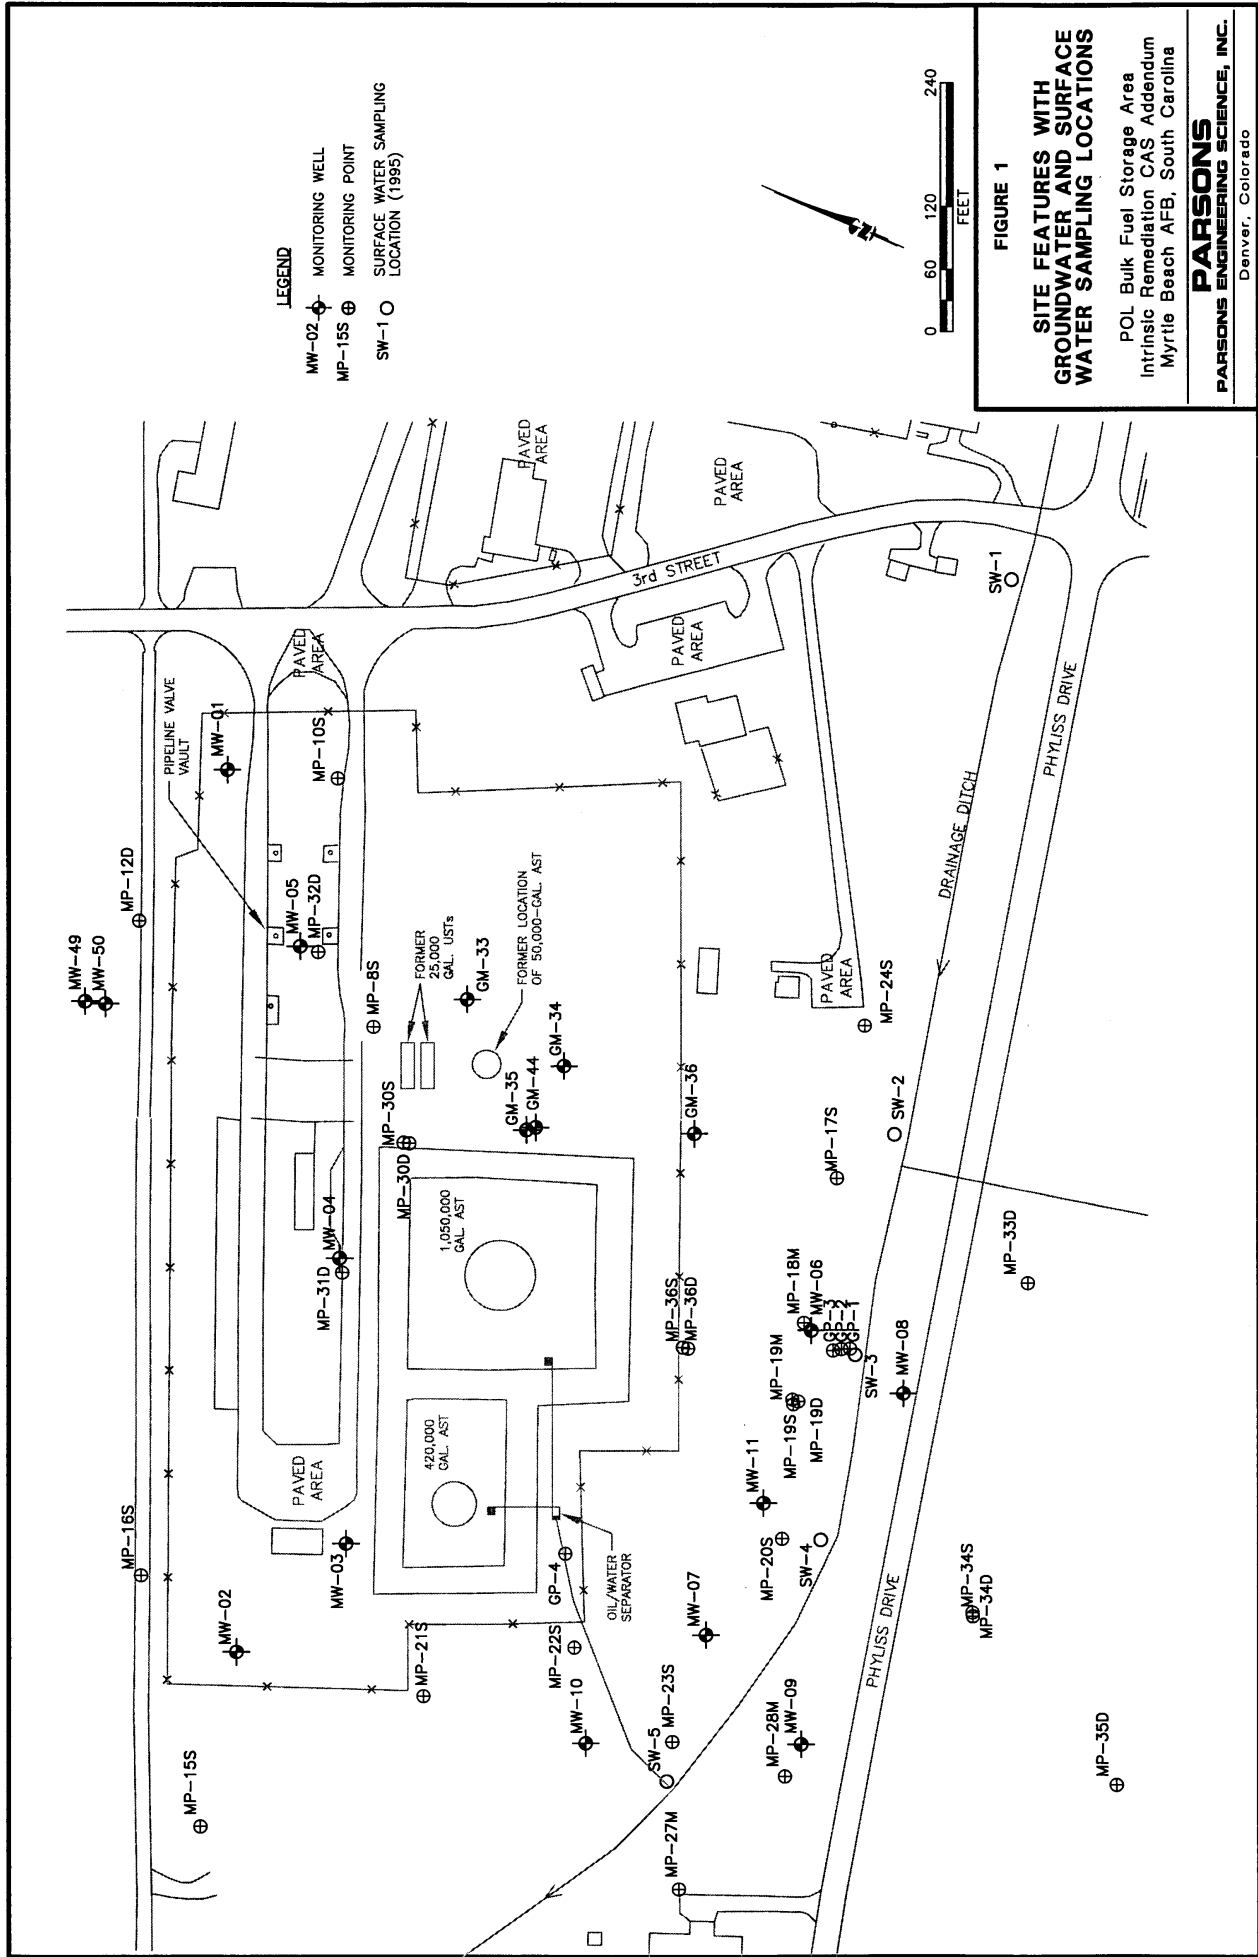 LEGEND
MW-02 MONITORING WELL
MP-15S MONITORING POINT
SW-1 SURFACE WATER SAMPLING
LOCATION (1995)
0 60 120 240
FEET
FIGURE 1
SITE FEATURES WITH
GROUNDWATER AND SURFACE
WATER SAMPLING LOCATIONS
POL Bulk Fuel Storage Area
Intrinsic Remediation CAS Addendum
Myrtle Beach AFB, South Carolina
PARSONS
PARSONS ENGINEERING SCIENCE, INC.
Denver, Colorado
MW-49
MW-50
MP-12D
MP-16S
MP-15S
MW-02
PIPELINE VALVE
VAULT
MW-01
MP-10S
PAVED
AREA
MW-05
MP-32D
MP-8S
MW-04
MP-31D
PAVED
AREA
MW-03
MP-21S
FORMER
25,000
GAL. USTs
GM-33
FORMER LOCATION
OF 50,000-GAL. AST
GM-34
GM-35
GM-44
GM-36
MP-30S
MP-30D
1,050,000
GAL. AST
420,000
GAL. AST
GP-4
OIL/WATER
SEPARATOR
MP-22S
MW-10
MP-36S
MP-36D
MW-07
MP-23S
SW-5
MP-27M
MP-28M
MW-09
MW-11
MP-20S
SW-4
MP-19M
MP-19S
MP-19D
MP-18M
MW-06
GP-3
GP-2
GP-1
SW-3
MW-08
MP-17S
SW-2
MP-24S
PAVED
AREA
PAVED
AREA
PAVED
AREA
PAVED
AREA
3rd STREET
SW-1
DRAINAGE DITCH
PHYLISS DRIVE
PHYLISS DRIVE
MP-33D
MP-34S
MP-34D
MP-35D
N